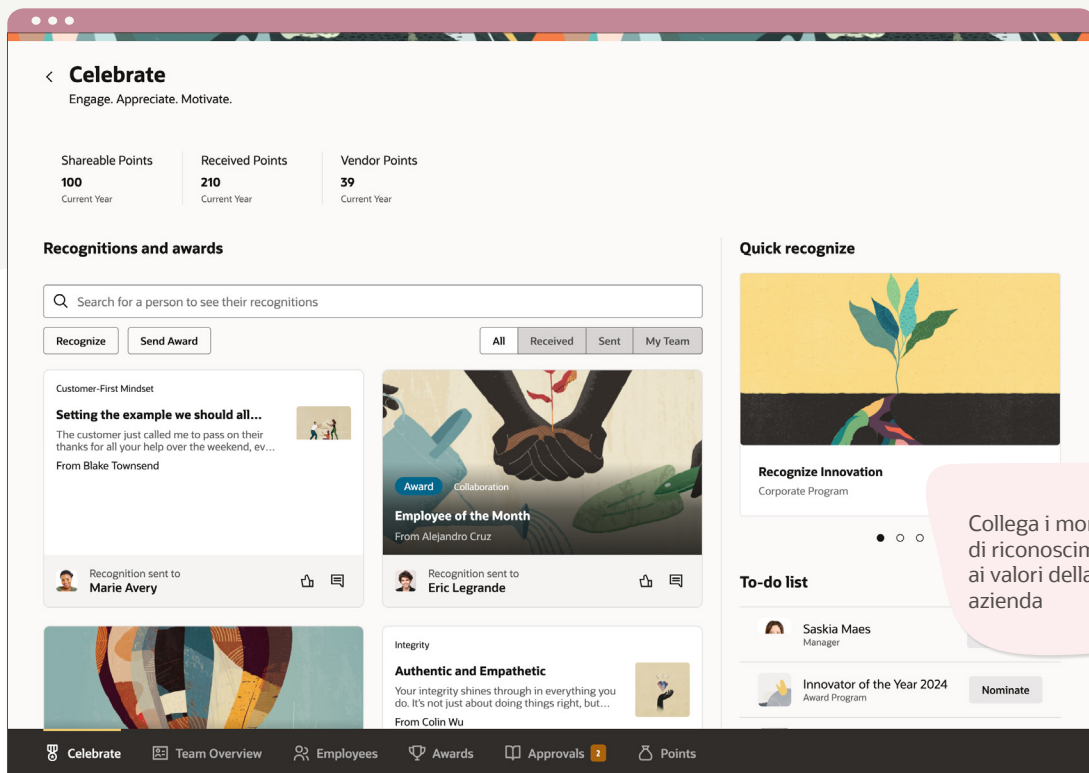 Celebrate
Engage. Appreciate. Motivate.
Shareable Points
100
Current Year
Received Points
210
Current Year
Vendor Points
39
Current Year
Recognitions and awards
Search for a person to see their recognitions
Recognize
Send Award
All
Received
Sent
My Team
Customer-First Mindset
Setting the example we should all...
The customer just called me to pass on their
thanks for all your help over the weekend, ev...
From Blake Townsend
Recognition sent to
Marie Avery
Award
Collaboration
Employee of the Month
From Alejandro Cruz
Recognition sent to
Eric Legrande
Integrity
Authentic and Empathetic
Your integrity shines through in everything you
do. It's not just about doing things right, but...
From Colin Wu
Quick recognize
Recognize Innovation
Corporate Program
Collega i
di
ai valori
azienda
To-do list
Saskia Maes
Manager
Innovator of the Year 2024
Award Program
Nominate
Celebrate
Team Overview
Employees
Awards
Approvals 2
Points